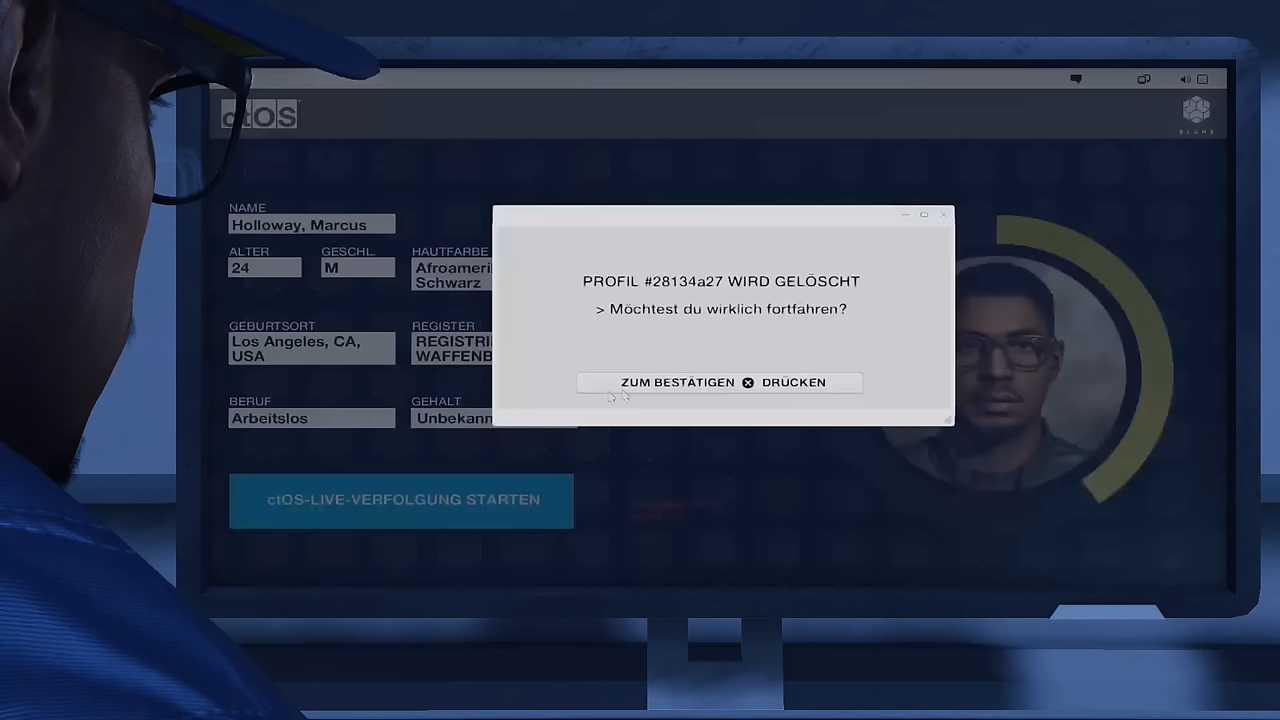 ctOS
BLUME
NAME
Holloway, Marcus
ALTER
GESCHL.
HAUTFARBE
24
M
Afroameri
Schwarz
PROFIL #28134a27 WIRD GELÖSCHT
> Möchtest du wirklich fortfahren?
GEBURTSORT
REGISTER
Los Angeles, CA,
USA
REGISTRI
WAFFENB
ZUM BESTÄTIGEN DRÜCKEN
BERUF
GEHALT
Arbeitslos
Unbekann
ctOS-LIVE-VERFOLGUNG STARTEN